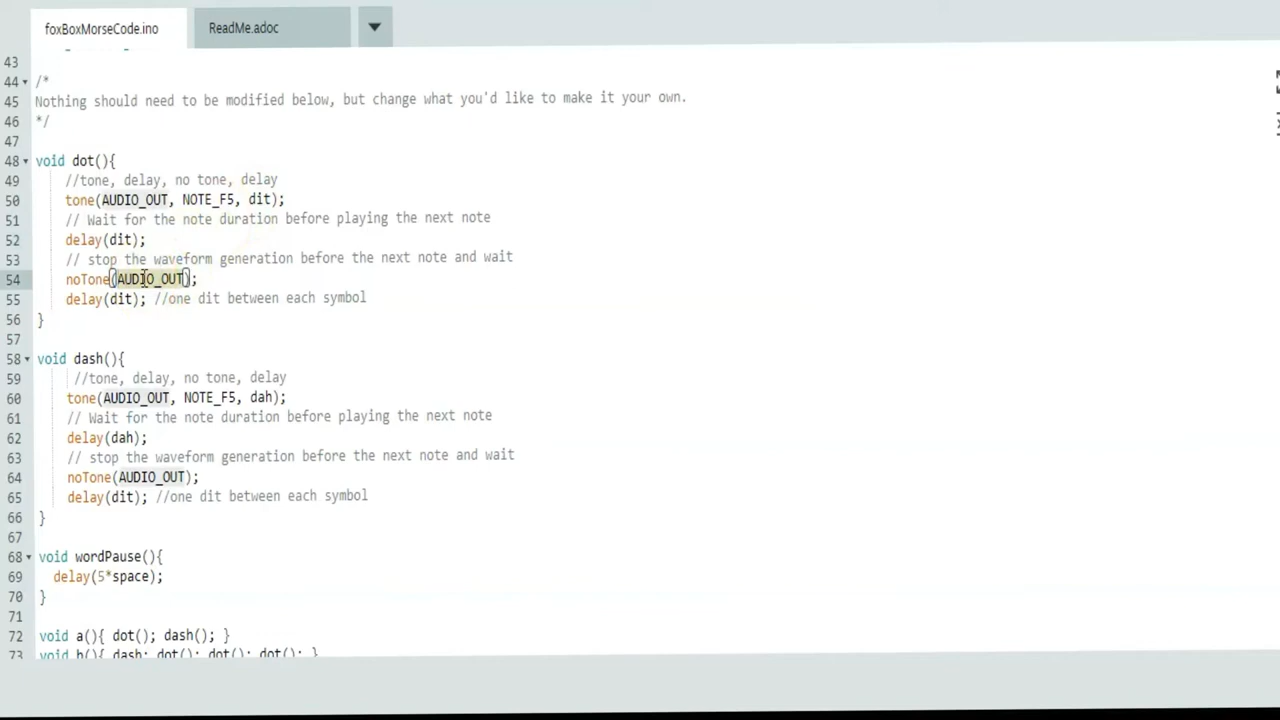 foxBoxMorseCode.ino
ReadMe.adoc
43
44 /*
45 Nothing should need to be modified below, but change what you'd like to make it your own.
46 */
47
48 void dot(){
49 //tone, delay, no tone, delay
50 tone(AUDIO_OUT, NOTE_F5, dit);
51 // Wait for the note duration before playing the next note
52 delay(dit);
53 // stop the waveform generation before the next note and wait
54 noTone(AUDIO_OUT);
55 delay(dit); //one dit between each symbol
56 }
57
58 void dash(){
59 //tone, delay, no tone, delay
60 tone(AUDIO_OUT, NOTE_F5, dah);
61 // Wait for the note duration before playing the next note
62 delay(dah);
63 // stop the waveform generation before the next note and wait
64 noTone(AUDIO_OUT);
65 delay(dit); //one dit between each symbol
66 }
67
68 void wordPause(){
69 delay(5*space);
70 }
71
72 void a(){ dot(); dash(); }
73 void b(){ dash; dot(); dot(); dot(); }